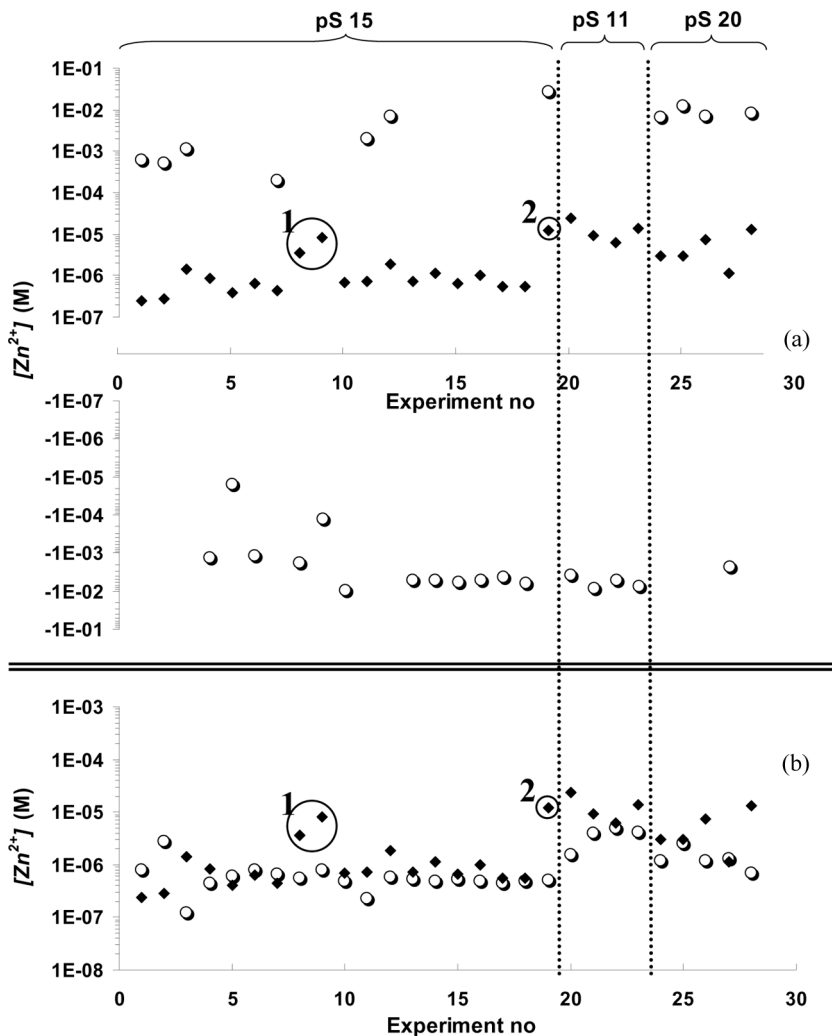 pS 15 pS 11 pS 20
1E-01
1E-02
1E-03
1E-04
1E-05
1E-06
1E-07
1
2
[Zn²⁺] (M)
(a)
0 5 10 15 20 25 30
Experiment no
-1E-07
-1E-06
-1E-05
-1E-04
-1E-03
-1E-02
-1E-01
1E-03
1E-04
1E-05
1E-06
1E-07
1E-08
1
2
[Zn²⁺] (M)
(b)
0 5 10 15 20 25 30
Experiment no